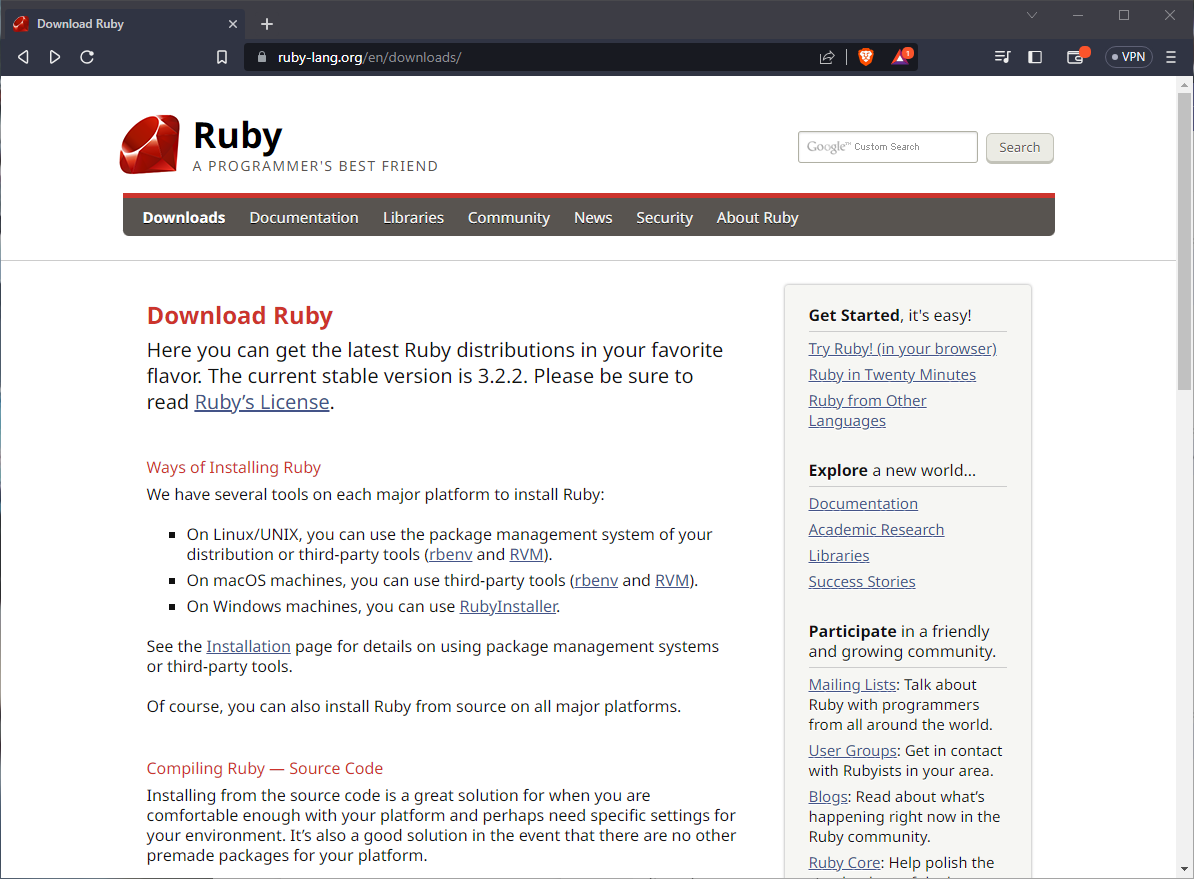 Download Ruby
ruby-lang.org/en/downloads/
1
VPN
Ruby
A PROGRAMMER'S BEST FRIEND
Google™ Custom Search
Search
Downloads Documentation Libraries Community News Security About Ruby
Download Ruby
Here you can get the latest Ruby distributions in your favorite
flavor. The current stable version is 3.2.2. Please be sure to
read Ruby’s License.
Ways of Installing Ruby
We have several tools on each major platform to install Ruby:
On Linux/UNIX, you can use the package management system of your
distribution or third-party tools (rbenv and RVM).
On macOS machines, you can use third-party tools (rbenv and RVM).
On Windows machines, you can use RubyInstaller.
See the Installation page for details on using package management systems
or third-party tools.
Of course, you can also install Ruby from source on all major platforms.
Compiling Ruby — Source Code
Installing from the source code is a great solution for when you are
comfortable enough with your platform and perhaps need specific settings for
your environment. It’s also a good solution in the event that there are no other
premade packages for your platform.
Get Started, it's easy!
Try Ruby! (in your browser)
Ruby in Twenty Minutes
Ruby from Other
Languages
Explore a new world...
Documentation
Academic Research
Libraries
Success Stories
Participate in a friendly
and growing community.
Mailing Lists: Talk about
Ruby with programmers
from all around the world.
User Groups: Get in contact
with Rubyists in your area.
Blogs: Read about what’s
happening right now in the
Ruby community.
Ruby Core: Help polish the